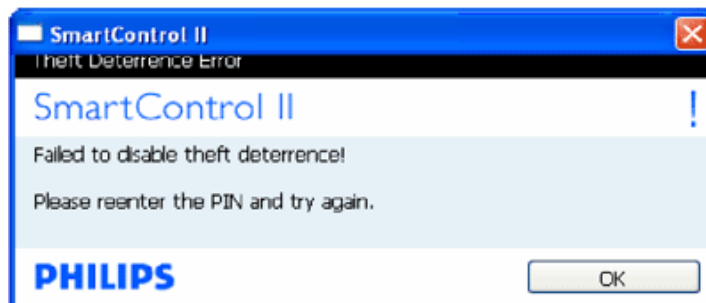 SmartControl II
Theft Deterrence Error
SmartControl II !
Failed to disable theft deterrence!
Please reenter the PIN and try again.
PHILIPS OK